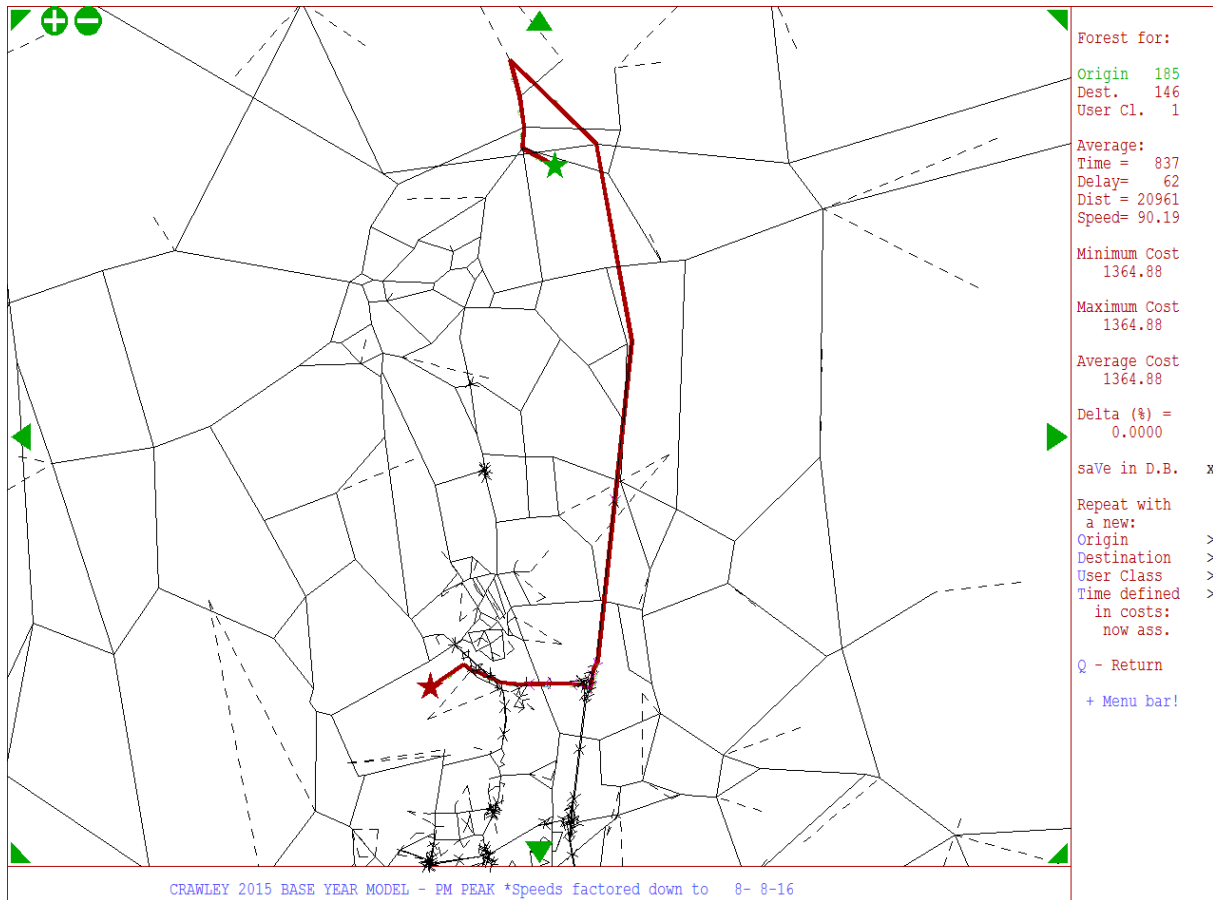 Forest for:
Origin 185
Dest. 146
User Cl. 1
Average:
Time = 837
Delay= 62
Dist = 20961
Speed= 90.19
Minimum Cost
1364.88
Maximum Cost
1364.88
Average Cost
1364.88
Delta (%) =
0.0000
saVe in D.B. x
Repeat with
a new:
Origin >
Destination >
User Class >
Time defined >
in costs:
now ass.
Q - Return
+ Menu bar!
CRAWLEY 2015 BASE YEAR MODEL - PM PEAK *Speeds factored down to 8- 8-16